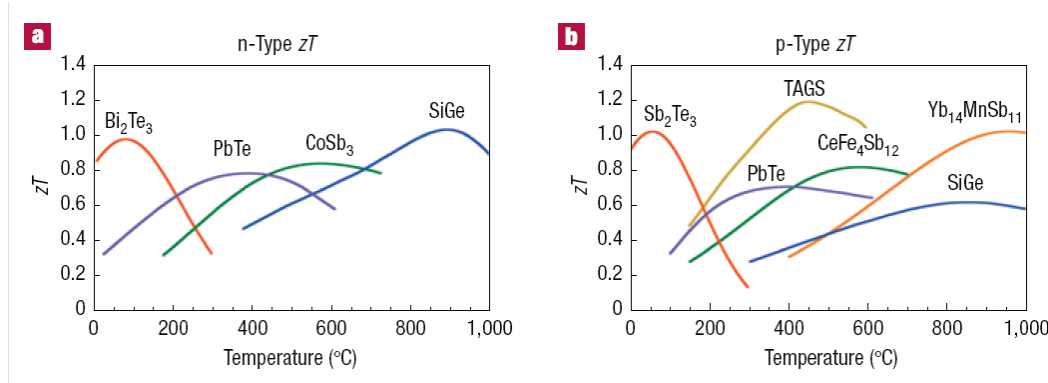 a
n-Type zT
1.4
1.2
1.0
0.8
0.6
0.4
0.2
0
zT
Bi₂Te₃
PbTe
CoSb₃
SiGe
0 200 400 600 800 1,000
Temperature (°C)
b
p-Type zT
1.4
1.2
1.0
0.8
0.6
0.4
0.2
0
zT
Sb₂Te₃
TAGS
PbTe
CeFe₄Sb₁₂
Yb₁₄MnSb₁₁
SiGe
0 200 400 600 800 1,000
Temperature (°C)